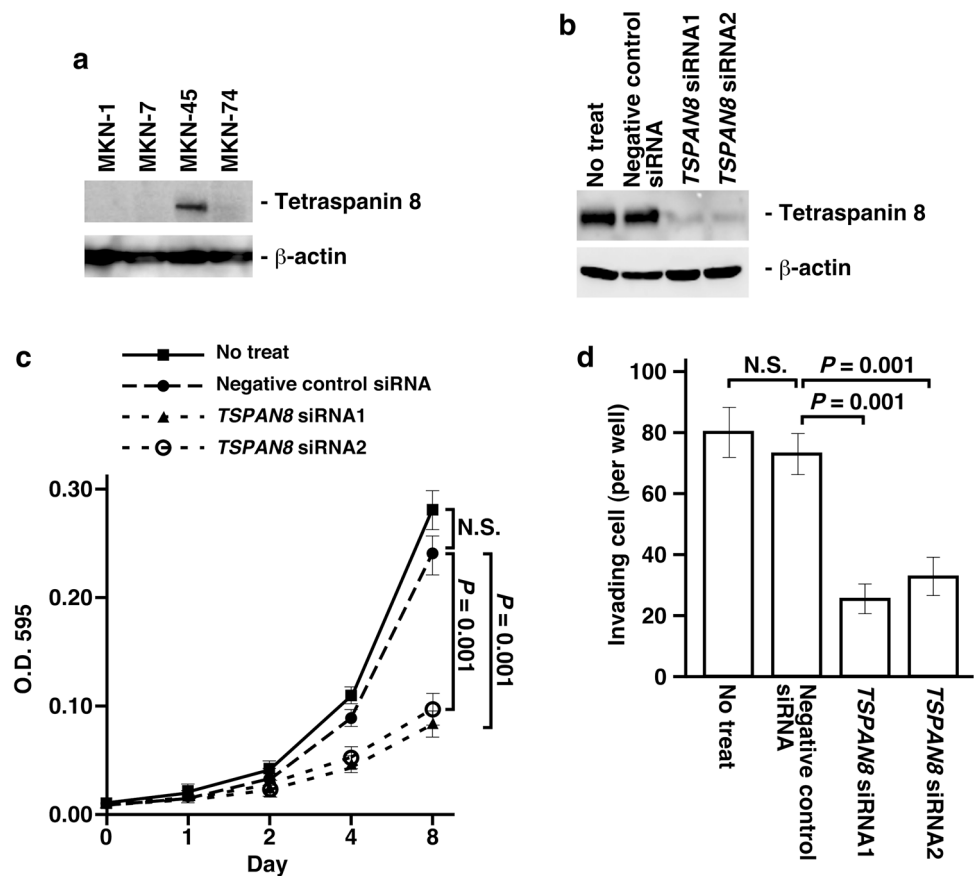 a
MKN-1
MKN-7
MKN-45
MKN-74
- Tetraspanin 8
- β-actin
b
No treat
Negative control
siRNA
TSPAN8 siRNA1
TSPAN8 siRNA2
- Tetraspanin 8
- β-actin
c
No treat
Negative control siRNA
TSPAN8 siRNA1
TSPAN8 siRNA2
O.D. 595
0.30
0.20
0.10
0.00
0
1
2
4
8
Day
N.S.
P = 0.001
P = 0.001
d
Invading cell (per well)
100
80
60
40
20
0
N.S.
P = 0.001
P = 0.001
No treat
Negative control
siRNA
TSPAN8 siRNA1
TSPAN8 siRNA2